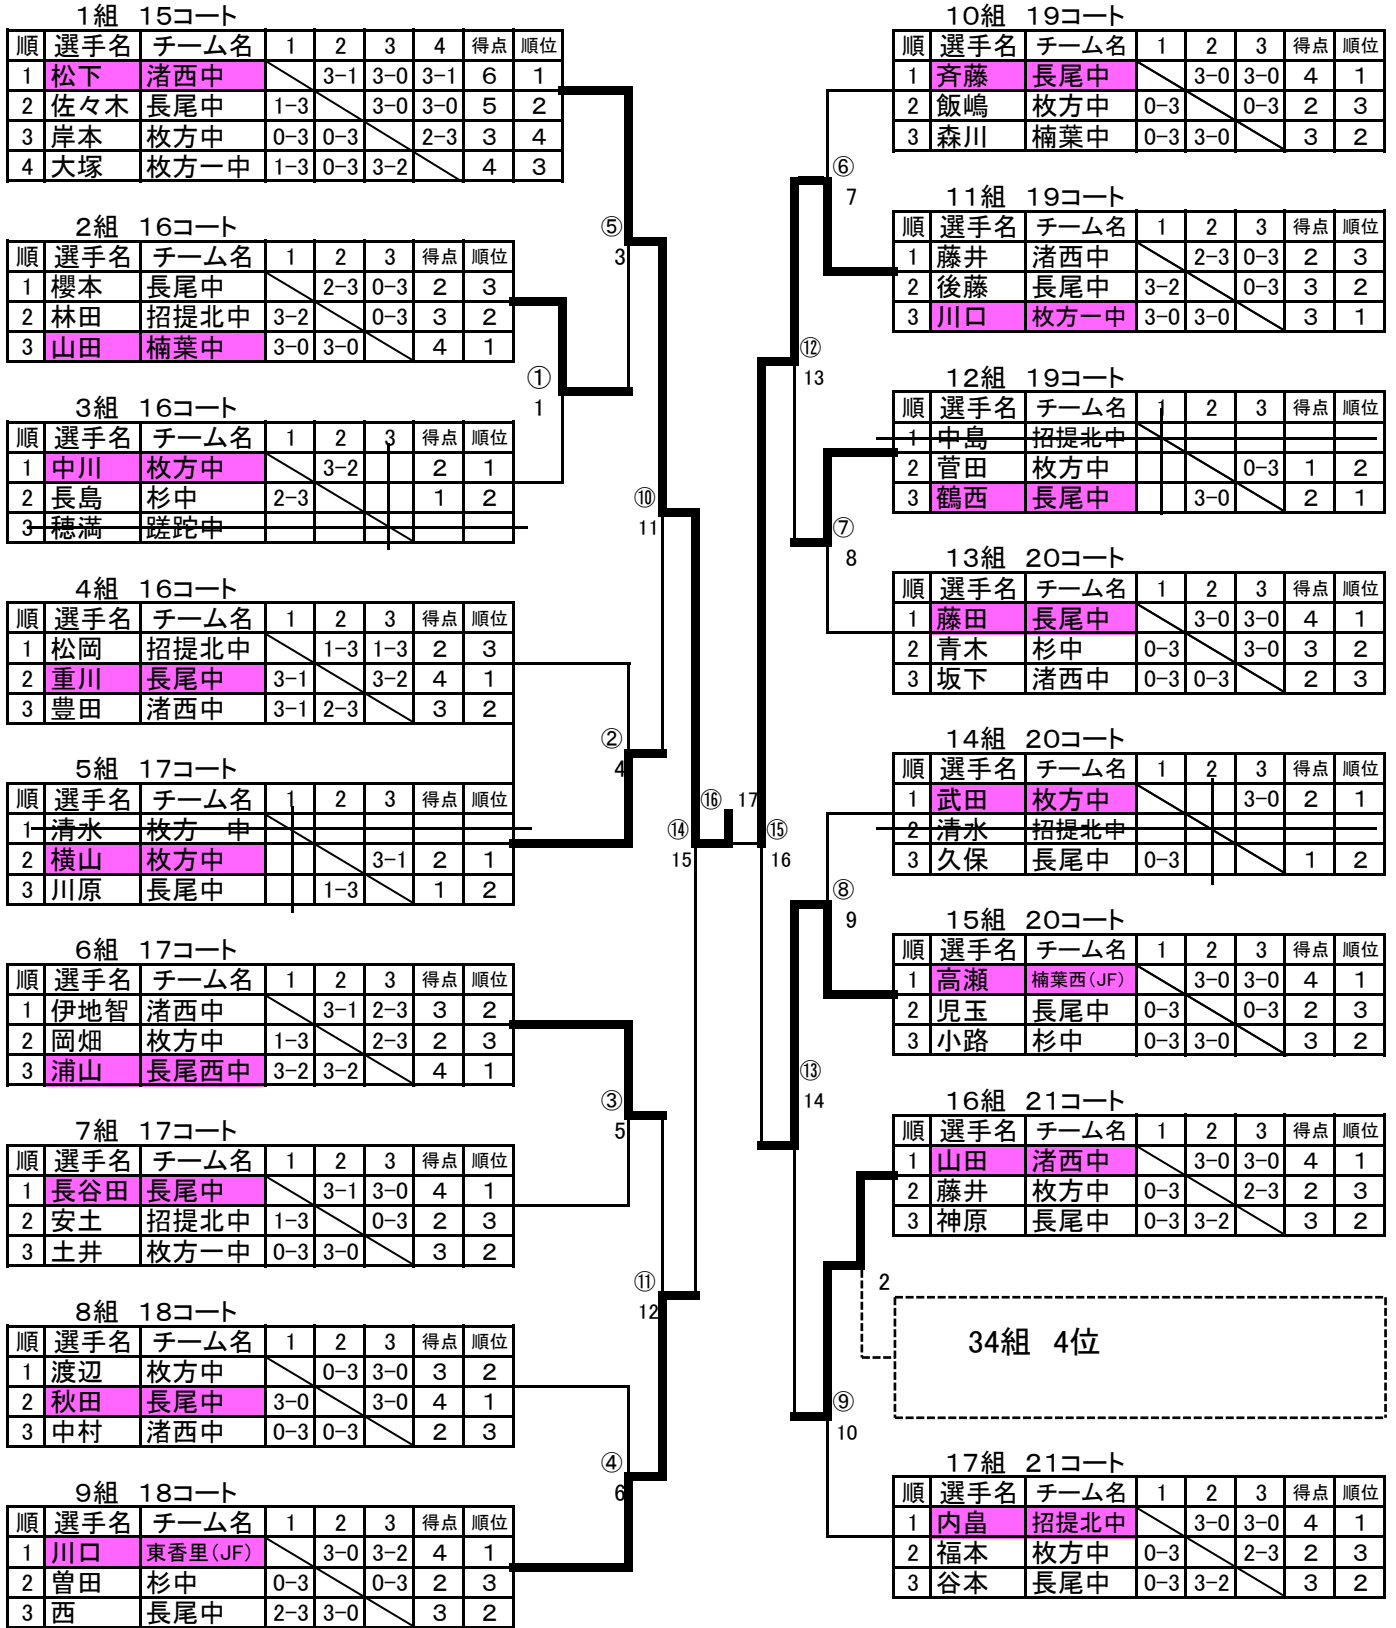 1組 15コート
順 選手名 チーム名 1 2 3 4 得点 順位
1 松下 渚西中 3-1 3-0 3-1 6 1
2 佐々木 長尾中 1-3 3-0 3-0 5 2
3 岸本 枚方中 0-3 0-3 2-3 3 4
4 大塚 枚方一中 1-3 0-3 3-2 4 3
2組 16コート
順 選手名 チーム名 1 2 3 得点 順位
1 櫻本 長尾中 2-3 0-3 2 3
2 林田 招提北中 3-2 0-3 3 2
3 山田 楠葉中 3-0 3-0 4 1
3組 16コート
順 選手名 チーム名 1 2 3 得点 順位
1 中川 枚方中 3-2 2 1
2 長島 杉中 2-3 1 2
3 穂満 蹉跎中
4組 16コート
順 選手名 チーム名 1 2 3 得点 順位
1 松岡 招提北中 1-3 1-3 2 3
2 重川 長尾中 3-1 3-2 4 1
3 豊田 渚西中 3-1 2-3 3 2
5組 17コート
順 選手名 チーム名 1 2 3 得点 順位
1 清水 枚方一中
2 横山 枚方中 3-1 2 1
3 川原 長尾中 1-3 1 2
6組 17コート
順 選手名 チーム名 1 2 3 得点 順位
1 伊地智 渚西中 3-1 2-3 3 2
2 岡畑 枚方中 1-3 2-3 2 3
3 浦山 長尾西中 3-2 3-2 4 1
7組 17コート
順 選手名 チーム名 1 2 3 得点 順位
1 長谷田 長尾中 3-1 3-0 4 1
2 安土 招提北中 1-3 0-3 2 3
3 土井 枚方一中 0-3 3-0 3 2
8組 18コート
順 選手名 チーム名 1 2 3 得点 順位
1 渡辺 枚方中 0-3 3-0 3 2
2 秋田 長尾中 3-0 3-0 4 1
3 中村 渚西中 0-3 0-3 2 3
9組 18コート
順 選手名 チーム名 1 2 3 得点 順位
1 川口 東香里(JF) 3-0 3-2 4 1
2 曽田 杉中 0-3 0-3 2 3
3 西 長尾中 2-3 3-0 3 2
⑤
3
①
1
⑩
11
②
4
⑭
15
⑯
17
⑮
16
③
5
⑪
12
④
6
⑥
7
⑫
13
⑦
8
⑧
9
⑬
14
2
⑨
10
10組 19コート
順 選手名 チーム名 1 2 3 得点 順位
1 斉藤 長尾中 3-0 3-0 4 1
2 飯嶋 枚方中 0-3 0-3 2 3
3 森川 楠葉中 0-3 3-0 3 2
11組 19コート
順 選手名 チーム名 1 2 3 得点 順位
1 藤井 渚西中 2-3 0-3 2 3
2 後藤 長尾中 3-2 0-3 3 2
3 川口 枚方一中 3-0 3-0 3 1
12組 19コート
順 選手名 チーム名 1 2 3 得点 順位
1 中島 招提北中
2 菅田 枚方中 0-3 1 2
3 鶴西 長尾中 3-0 2 1
13組 20コート
順 選手名 チーム名 1 2 3 得点 順位
1 藤田 長尾中 3-0 3-0 4 1
2 青木 杉中 0-3 3-0 3 2
3 坂下 渚西中 0-3 0-3 2 3
14組 20コート
順 選手名 チーム名 1 2 3 得点 順位
1 武田 枚方中 3-0 2 1
2 清水 招提北中
3 久保 長尾中 0-3 1 2
15組 20コート
順 選手名 チーム名 1 2 3 得点 順位
1 高瀬 楠葉西(JF) 3-0 3-0 4 1
2 児玉 長尾中 0-3 0-3 2 3
3 小路 杉中 0-3 3-0 3 2
16組 21コート
順 選手名 チーム名 1 2 3 得点 順位
1 山田 渚西中 3-0 3-0 4 1
2 藤井 枚方中 0-3 2-3 2 3
3 神原 長尾中 0-3 3-2 3 2
34組 4位
17組 21コート
順 選手名 チーム名 1 2 3 得点 順位
1 内畠 招提北中 3-0 3-0 4 1
2 福本 枚方中 0-3 2-3 2 3
3 谷本 長尾中 0-3 3-2 3 2